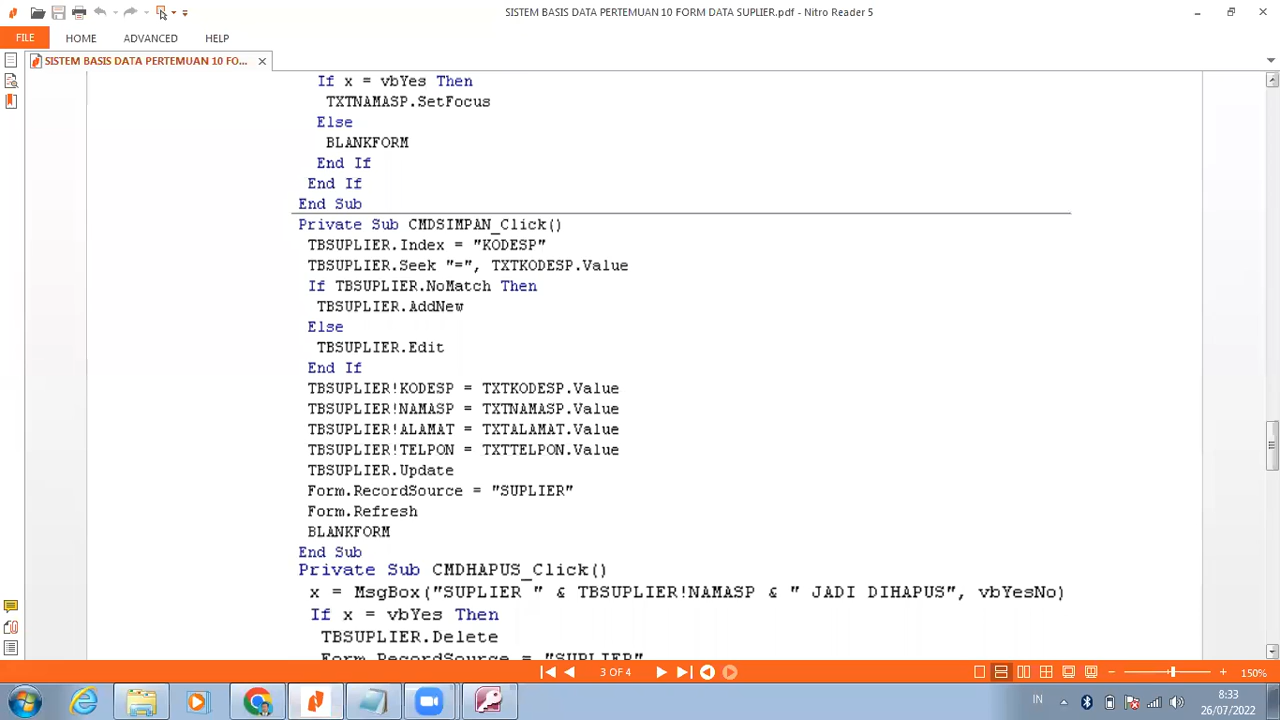 SISTEM BASIS DATA PERTEMUAN 10 FORM DATA SUPLIER.pdf - Nitro Reader 5
FILE HOME ADVANCED HELP
SISTEM BASIS DATA PERTEMUAN 10 FO...
If x = vbYes Then
TXTNAMASP.SetFocus
Else
BLANKFORM
End If
End If
End Sub
Private Sub CMDSIMPAN_Click()
TBSUPLIER.Index = "KODESP"
TBSUPLIER.Seek "=", TXTKODESP.Value
If TBSUPLIER.NoMatch Then
TBSUPLIER.AddNew
Else
TBSUPLIER.Edit
End If
TBSUPLIER!KODESP = TXTKODESP.Value
TBSUPLIER!NAMASP = TXTNAMASP.Value
TBSUPLIER!ALAMAT = TXTALAMAT.Value
TBSUPLIER!TELPON = TXTTELPON.Value
TBSUPLIER.Update
Form.RecordSource = "SUPLIER"
Form.Refresh
BLANKFORM
End Sub
Private Sub CMDHAPUS_Click()
x = MsgBox("SUPLIER " & TBSUPLIER!NAMASP & " JADI DIHAPUS", vbYesNo)
If x = vbYes Then
TBSUPLIER.Delete
Form.RecordSource = "SUPLIER"
3 OF 4
150%
IN
8:33
26/07/2022